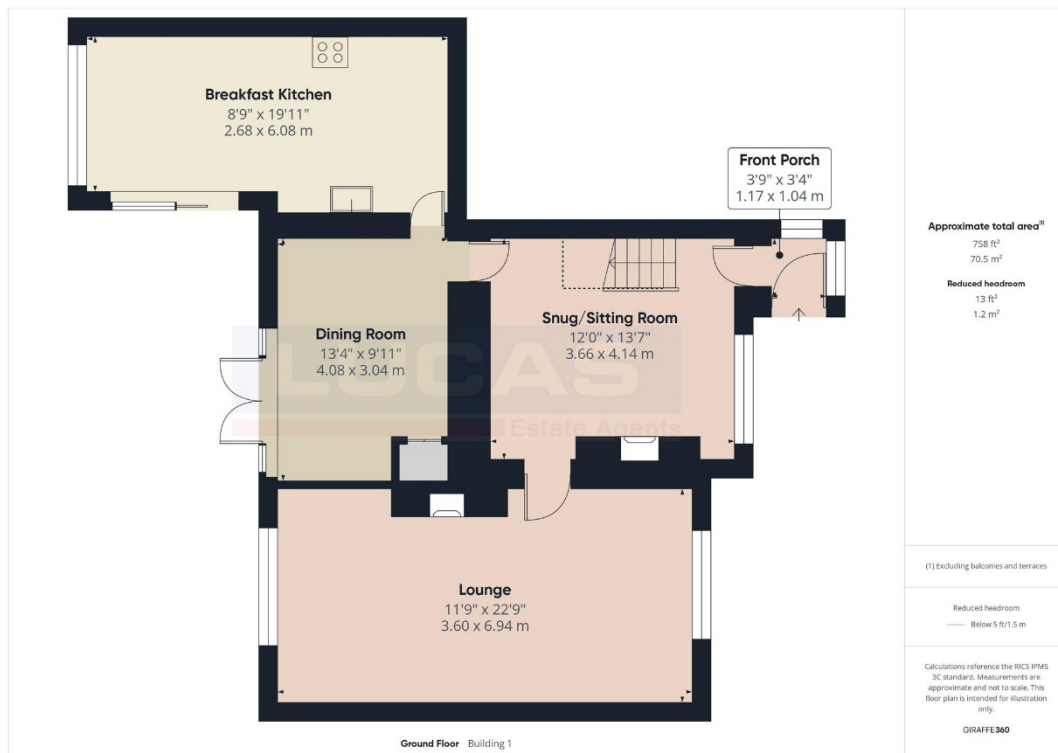 Breakfast Kitchen
8'9" x 19'11"
2.68 x 6.08 m
Front Porch
3'9" x 3'4"
1.17 x 1.04 m
Dining Room
13'4" x 9'11"
4.08 x 3.04 m
Snug/Sitting Room
12'0" x 13'7"
3.66 x 4.14 m
LUCAS
Estate Agents
Lounge
11'9" x 22'9"
3.60 x 6.94 m
Ground Floor Building 1
Approximate total area(1)
758 ft²
70.5 m²
Reduced headroom
13 ft²
1.2 m²
(1) Excluding balconies and terraces
Reduced headroom
Below 5 ft/1.5 m
Calculations reference the RICS IPMS
3C standard. Measurements are
approximate and not to scale. This
floor plan is intended for illustration
only.
GIRAFFE360